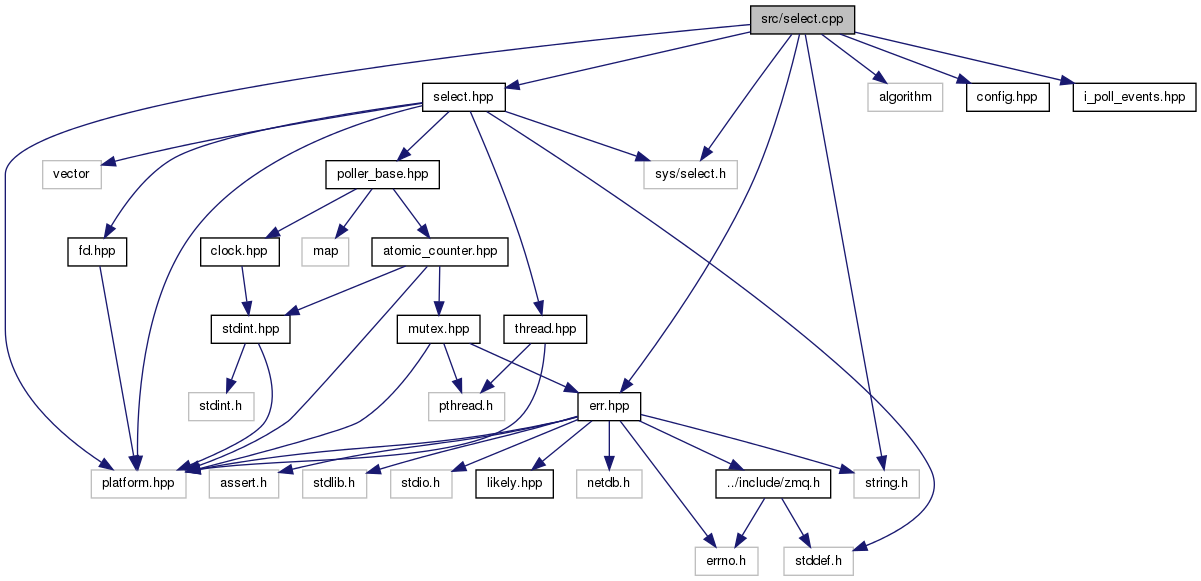 src/select.cpp
select.hpp
algorithm
config.hpp
i_poll_events.hpp
vector
poller_base.hpp
sys/select.h
fd.hpp
clock.hpp
map
atomic_counter.hpp
stdint.hpp
mutex.hpp
thread.hpp
stdint.h
pthread.h
err.hpp
platform.hpp
assert.h
stdlib.h
stdio.h
likely.hpp
netdb.h
../include/zmq.h
string.h
errno.h
stddef.h